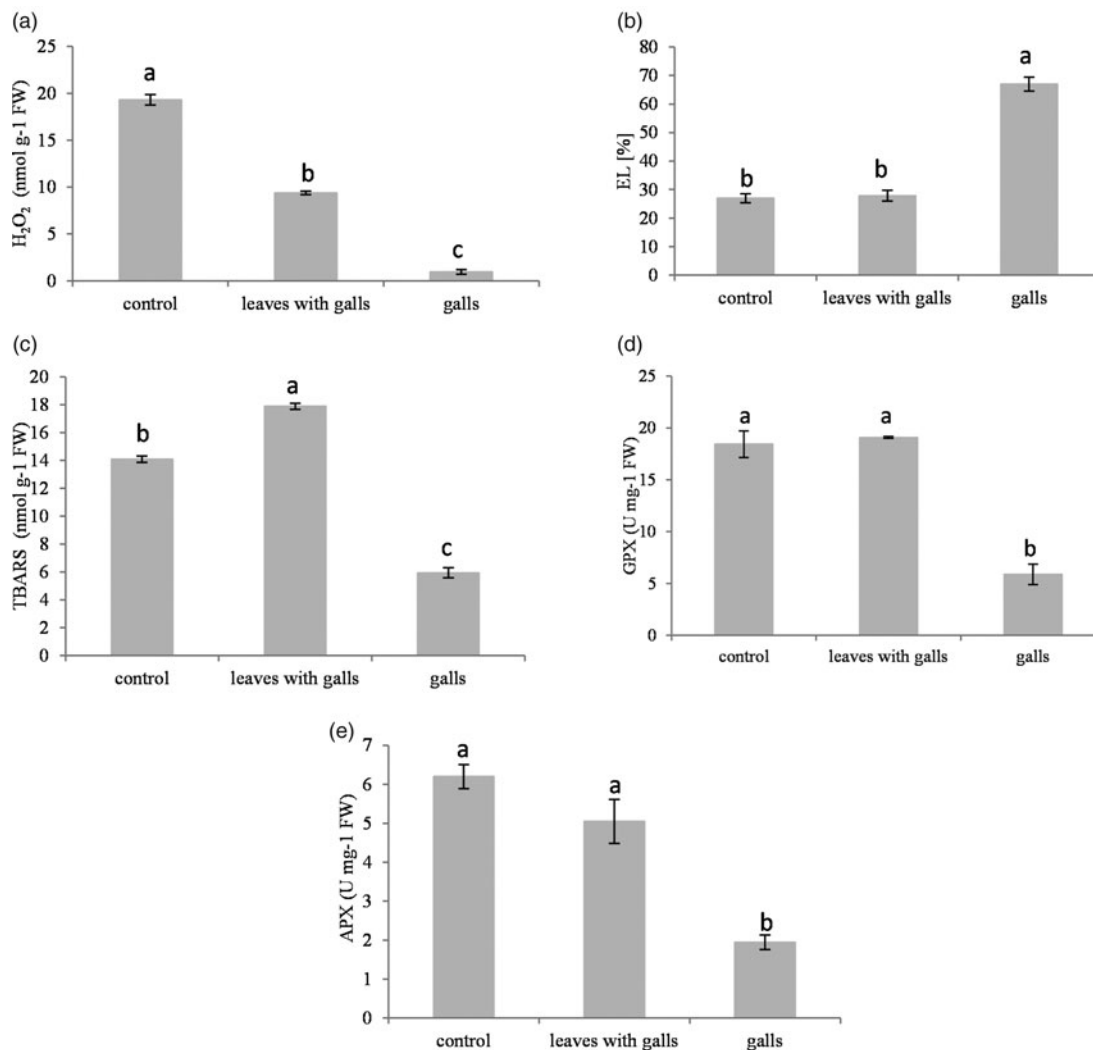 (a)
H₂O₂ (nmol g-1 FW)
25
20
15
10
5
0
a
b
c
control leaves with galls galls
(b)
EL [%]
80
70
60
50
40
30
20
10
0
b
b
a
control leaves with galls galls
(c)
TBARS (nmol g-1 FW)
20
18
16
14
12
10
8
6
4
2
0
b
a
c
control leaves with galls galls
(d)
GPX (U mg-1 FW)
25
20
15
10
5
0
a
a
b
control leaves with galls galls
(e)
APX (U mg-1 FW)
7
6
5
4
3
2
1
0
a
a
b
control leaves with galls galls